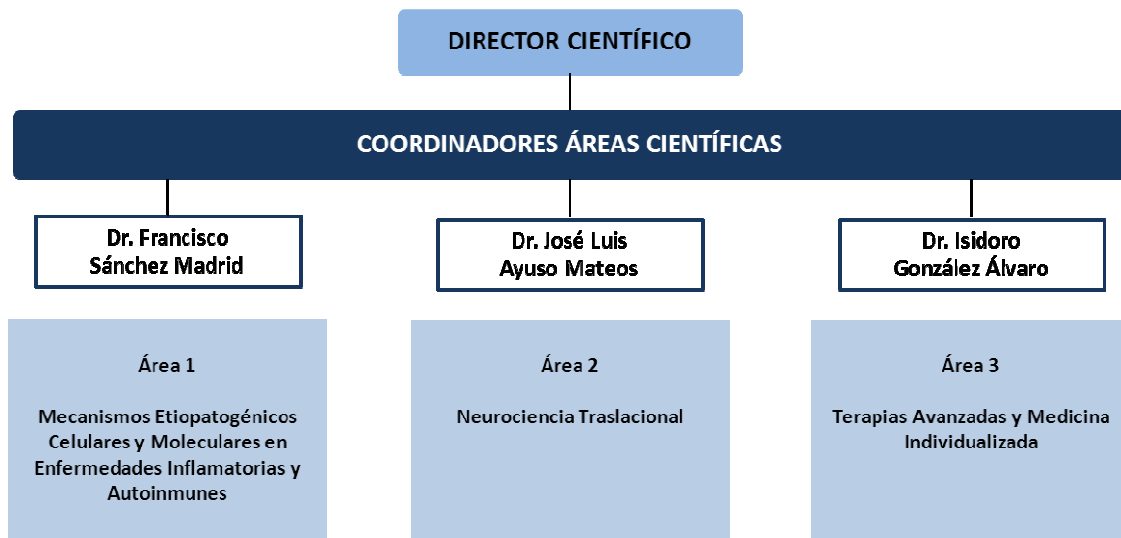 DIRECTOR CIENTÍFICO
COORDINADORES ÁREAS CIENTÍFICAS
Dr. Francisco
Sánchez Madrid
Dr. José Luis
Ayuso Mateos
Dr. Isidoro
González Álvaro
Área 1
Mecanismos Etiopatogénicos
Celulares y Moleculares en
Enfermedades Inflamatorias y
Autoinmunes
Área 2
Neurociencia Traslacional
Área 3
Terapias Avanzadas y Medicina
Individualizada